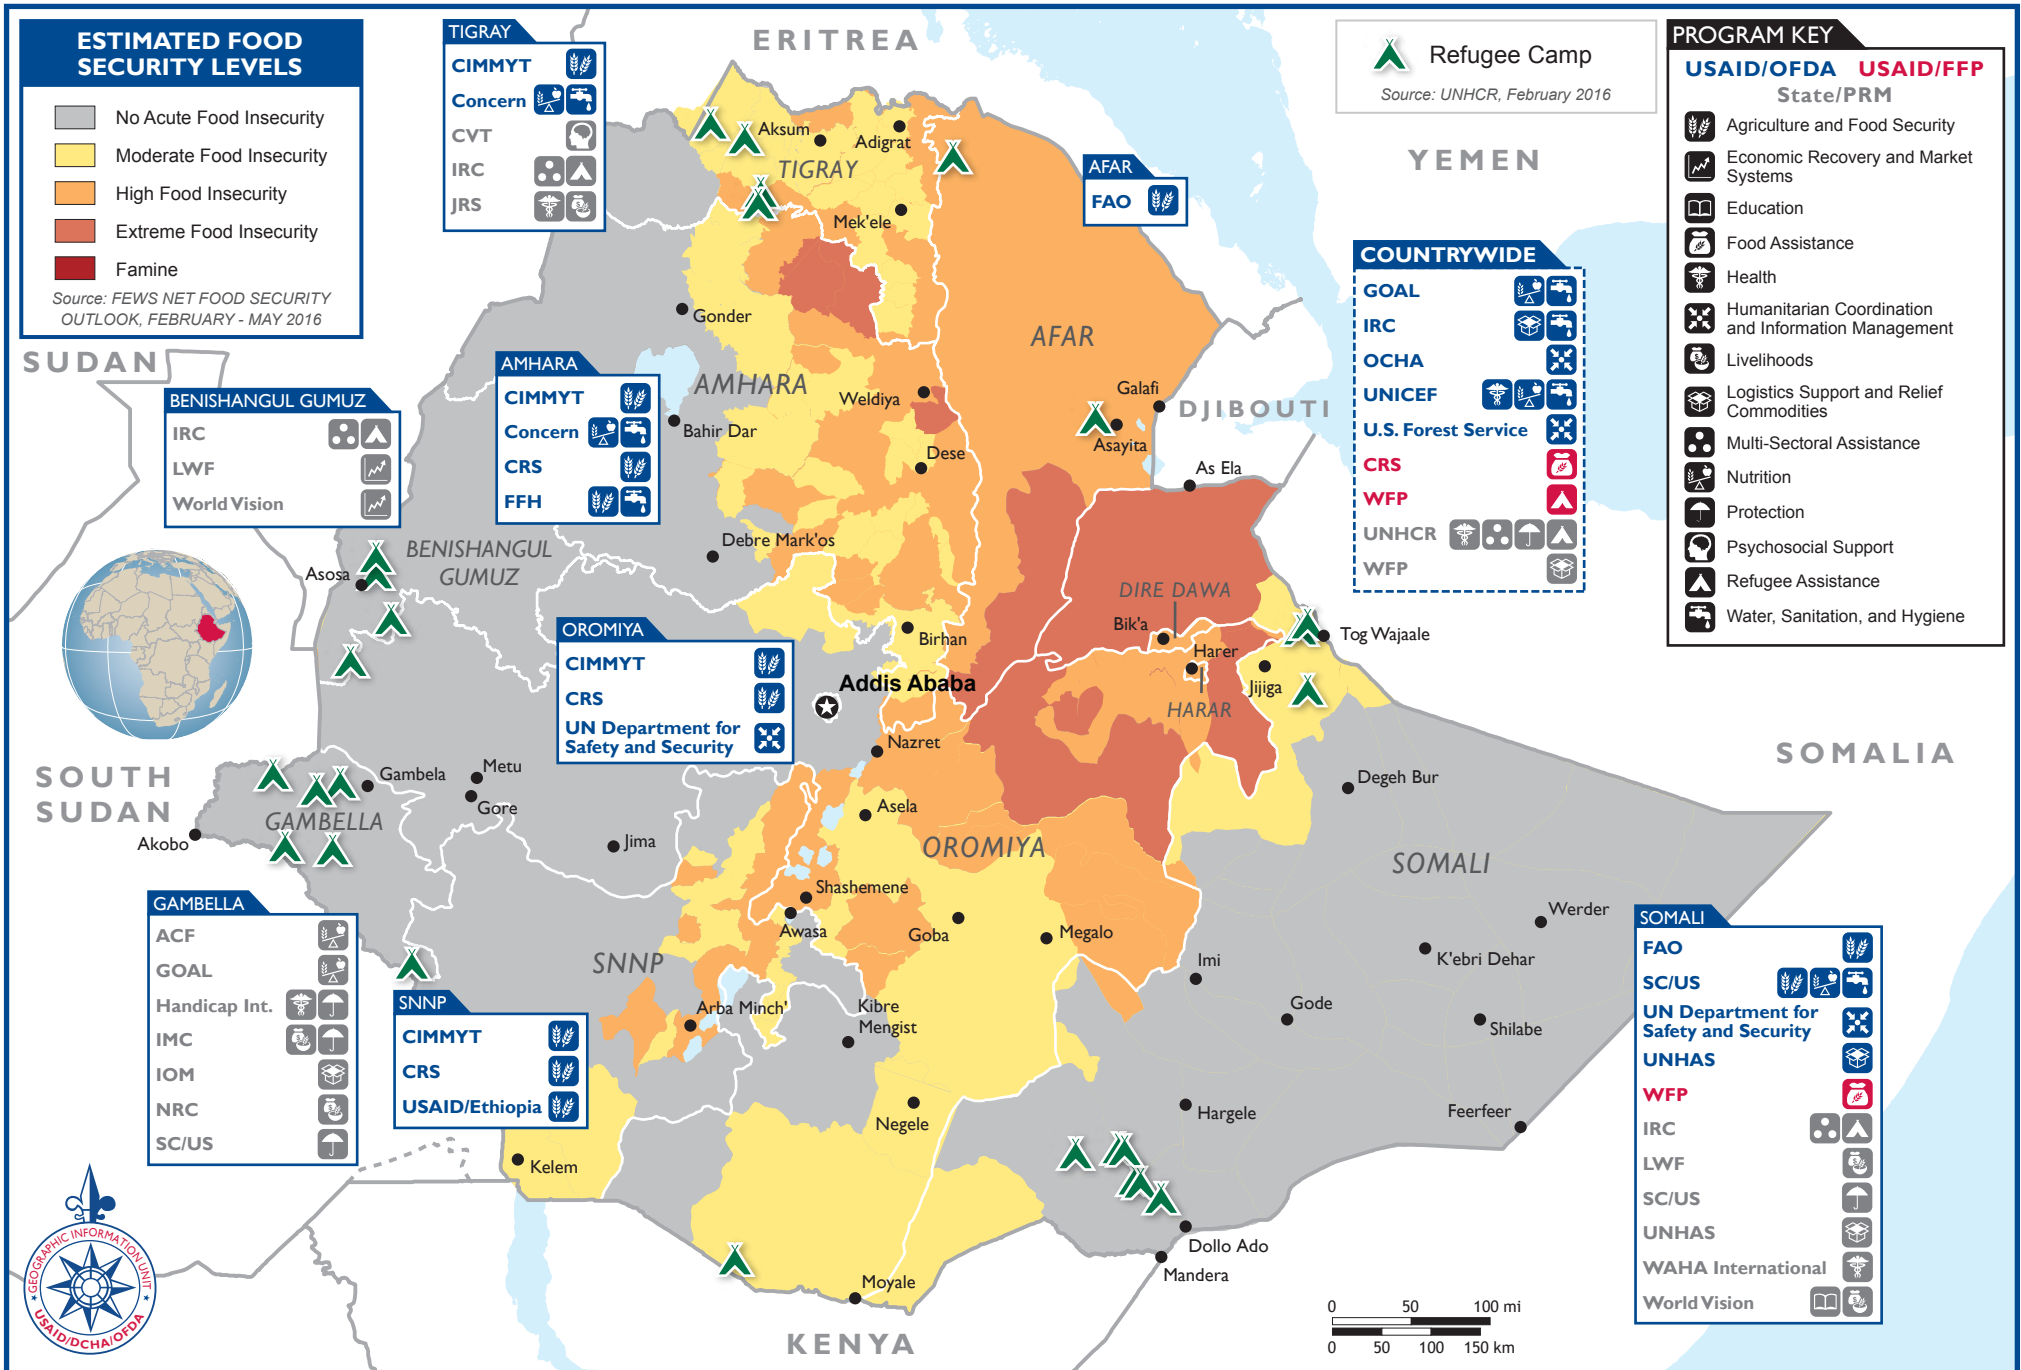 ESTIMATED FOOD
SECURITY LEVELS
No Acute Food Insecurity
Moderate Food Insecurity
High Food Insecurity
Extreme Food Insecurity
Famine
Source: FEWS NET FOOD SECURITY
OUTLOOK, FEBRUARY - MAY 2016
TIGRAY
CIMMYT
Concern
CVT
IRC
JRS
ERITREA
Refugee Camp
Source: UNHCR, February 2016
PROGRAM KEY
USAID/OFDA USAID/FFP
State/PRM
Agriculture and Food Security
Economic Recovery and Market
Systems
Education
Food Assistance
Health
Humanitarian Coordination
and Information Management
Livelihoods
Logistics Support and Relief
Commodities
Multi-Sectoral Assistance
Nutrition
Protection
Psychosocial Support
Refugee Assistance
Water, Sanitation, and Hygiene
YEMEN
AFAR
FAO
COUNTRYWIDE
GOAL
IRC
OCHA
UNICEF
U.S. Forest Service
CRS
WFP
UNHCR
WFP
Aksum
Adigrat
TIGRAY
Mek'ele
Gonder
AFAR
SUDAN
AMHARA
CIMMYT
Concern
CRS
FFH
AMHARA
Weldiya
Bahir Dar
Dese
Galafi
DJIBOUTI
Asayita
As Ela
BENISHANGUL GUMUZ
IRC
LWF
World Vision
Debre Mark'os
BENISHANGUL
GUMUZ
Asosa
DIRE DAWA
Bik'a
Harer
HARAR
Tog Wajaale
Jijiga
Birhan
Addis Ababa
OROMIYA
CIMMYT
CRS
UN Department for
Safety and Security
Nazret
SOMALIA
SOUTH
SUDAN
Gambela
Metu
Gore
GAMBELLA
Akobo
Jima
Asela
OROMIYA
Degeh Bur
SOMALI
Shashemene
Awasa
Goba
Megalo
Werder
K'ebri Dehar
Imi
Gode
Shilabe
SNNP
Arba Minch'
Kibre
Mengist
GAMBELLA
ACF
GOAL
Handicap Int.
IMC
IOM
NRC
SC/US
SNNP
CIMMYT
CRS
USAID/Ethiopia
SOMALI
FAO
SC/US
UN Department for
Safety and Security
UNHAS
WFP
IRC
LWF
SC/US
UNHAS
WAHA International
World Vision
Negele
Hargele
Feerfeer
Kelem
Dollo Ado
Mandera
Moyale
KENYA
GEOGRAPHIC INFORMATION UNIT
USAID/DCHA/OFDA
0 50 100 mi
0 50 100 150 km